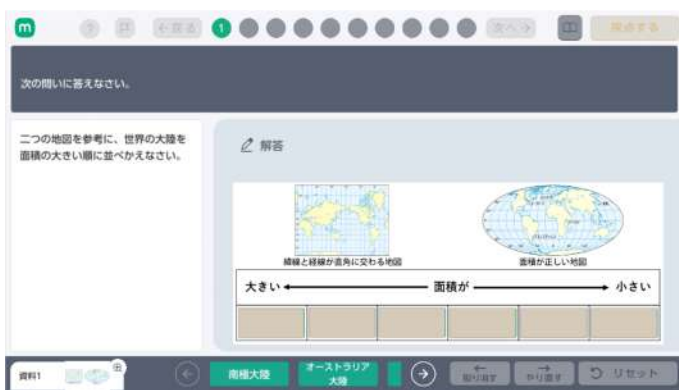 m
?
←戻る
1
次へ→
採点する
次の問いに答えなさい。
二つの地図を参考に、世界の大陸を
面積の大きい順に並べかえなさい。
解答
緯線と経線が直角に交わる地図
面積が正しい地図
大きい
面積が
小さい
資料1
南極大陸
オーストラリア
大陸
取り消す
やり直す
リセット